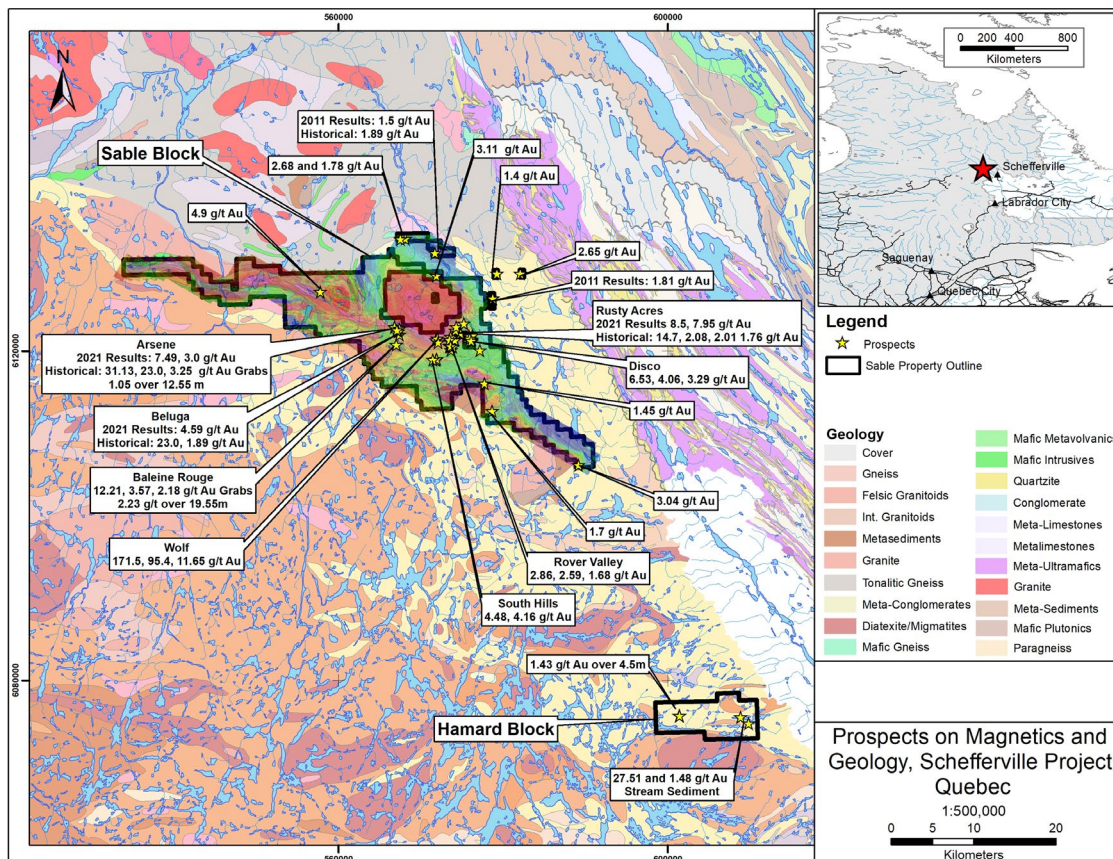 560000
600000
N
2011 Results: 1.5 g/t Au
Historical: 1.89 g/t Au
Sable Block
2.68 and 1.78 g/t Au
3.11 g/t Au
1.4 g/t Au
4.9 g/t Au
2.65 g/t Au
2011 Results: 1.81 g/t Au
Rusty Acres
2021 Results 8.5, 7.95 g/t Au
Historical: 14.7, 2.08, 2.01 1.76 g/t Au
6120000
6120000
Arsene
2021 Results: 7.49, 3.0 g/t Au
Historical: 31.13, 23.0, 3.25 g/t Au Grabs
1.05 over 12.55 m
Disco
6.53, 4.06, 3.29 g/t Au
Beluga
2021 Results: 4.59 g/t Au
Historical: 23.0, 1.89 g/t Au
1.45 g/t Au
Baleine Rouge
12.21, 3.57, 2.18 g/t Au Grabs
2.23 g/t over 19.55m
3.04 g/t Au
1.7 g/t Au
Wolf
171.5, 95.4, 11.65 g/t Au
Rover Valley
2.86, 2.59, 1.68 g/t Au
South Hills
4.48, 4.16 g/t Au
1.43 g/t Au over 4.5m
6080000
6080000
Hamard Block
27.51 and 1.48 g/t Au
Stream Sediment
560000
600000
0 200 400 800
Kilometers
Schefferville
Labrador City
Saguenay
Quebec City
Legend
Prospects
Sable Property Outline
Geology
Cover
Gneiss
Felsic Granitoids
Int. Granitoids
Metasediments
Granite
Tonalitic Gneiss
Meta-Conglomerates
Diatexite/Migmatites
Mafic Gneiss
Mafic Metavolvanics
Mafic Intrusives
Quartzite
Conglomerate
Meta-Limestones
Metalimestones
Meta-Ultramafics
Granite
Meta-Sediments
Mafic Plutonics
Paragneiss
Prospects on Magnetics and
Geology, Schefferville Project
Quebec
1:500,000
0 5 10 20
Kilometers